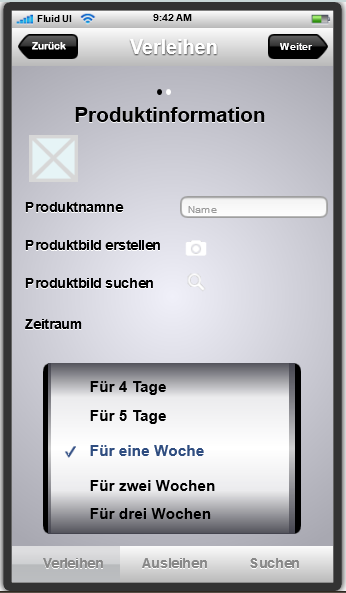 Fluid UI 9:42 AM
Zurück Verleihen Weiter
Produktinformation
Produktnamne Name
Produktbild erstellen
Produktbild suchen
Zeitraum
Für 4 Tage
Für 5 Tage
Für eine Woche
Für zwei Wochen
Für drei Wochen
Verleihen Ausleihen Suchen